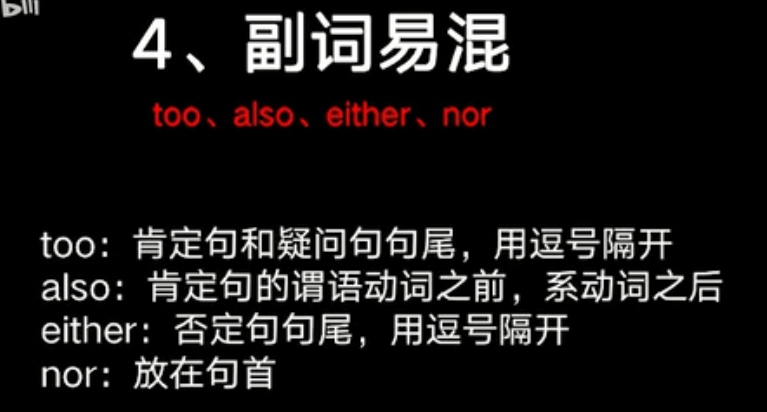 4、副词易混
too、also、either、nor
too：肯定句和疑问句句尾，用逗号隔开
also：肯定句的谓语动词之前，系动词之后
either：否定句句尾，用逗号隔开
nor：放在句首